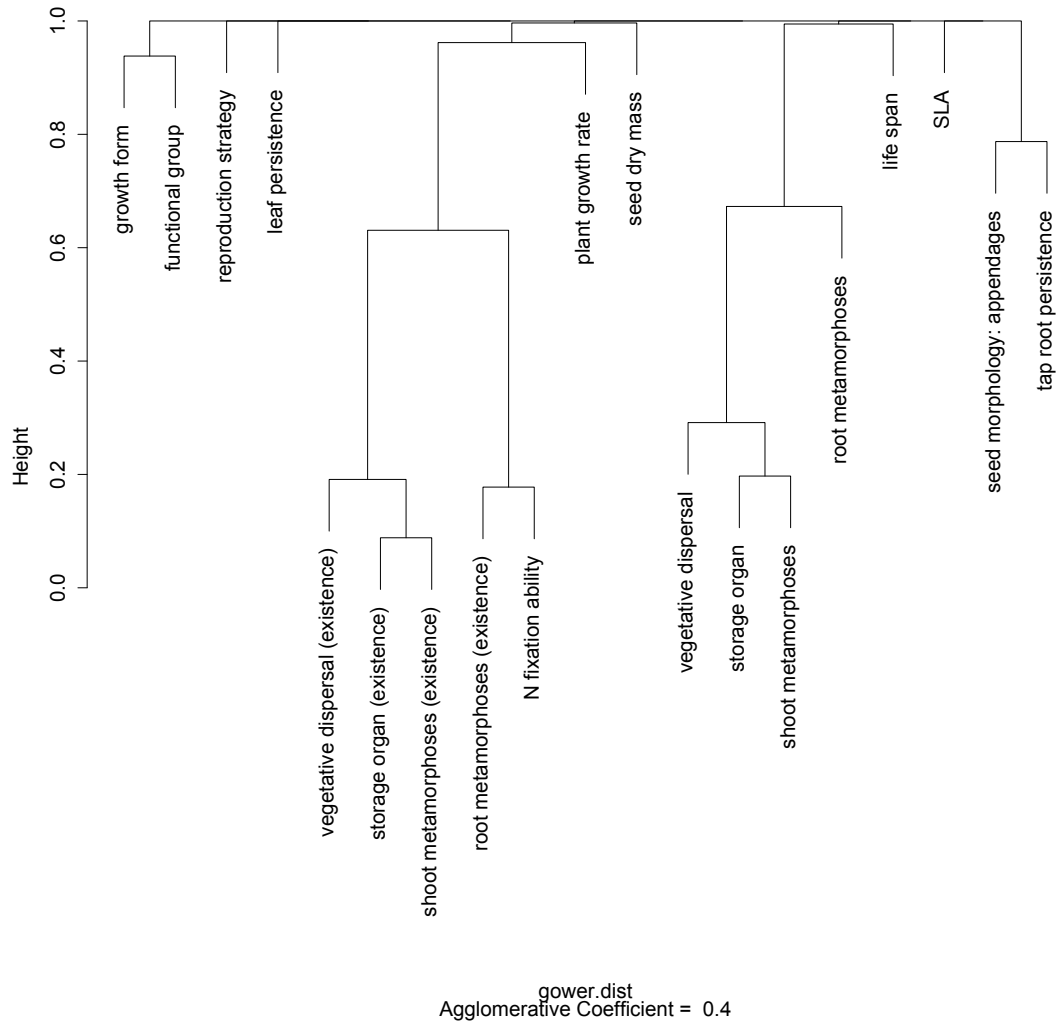 1.0
0.8
0.6
0.4
0.2
0.0
Height
growth form
functional group
reproduction strategy
leaf persistence
vegetative dispersal (existence)
storage organ (existence)
shoot metamorphoses (existence)
root metamorphoses (existence)
N fixation ability
plant growth rate
seed dry mass
vegetative dispersal
storage organ
shoot metamorphoses
root metamorphoses
life span
SLA
seed morphology: appendages
tap root persistence
gower.dist
Agglomerative Coefficient = 0.4